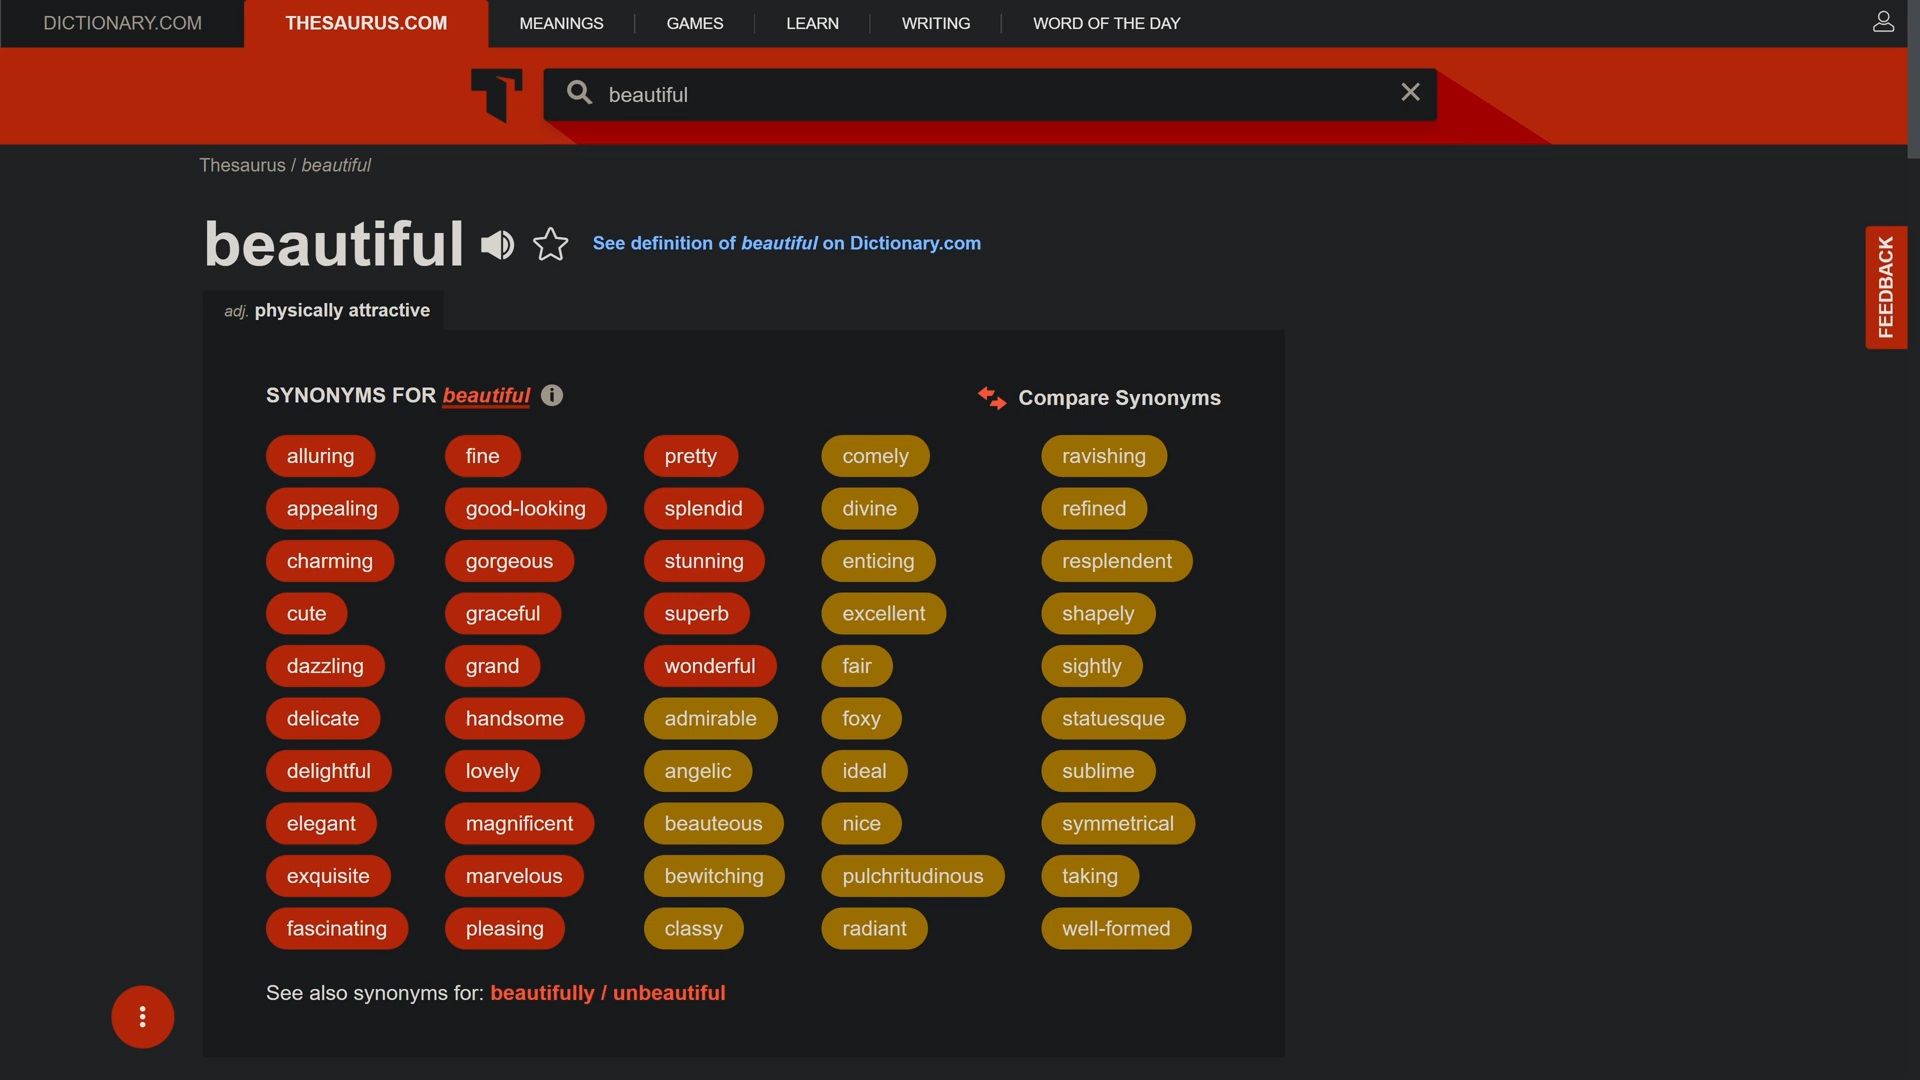 DICTIONARY.COM THESAURUS.COM MEANINGS GAMES LEARN WRITING WORD OF THE DAY
beautiful
Thesaurus / beautiful
beautiful See definition of beautiful on Dictionary.com
FEEDBACK
adj. physically attractive
SYNONYMS FOR beautiful Compare Synonyms
alluring fine pretty comely ravishing
appealing good-looking splendid divine refined
charming gorgeous stunning enticing resplendent
cute graceful superb excellent shapely
dazzling grand wonderful fair sightly
delicate handsome admirable foxy statuesque
delightful lovely angelic ideal sublime
elegant magnificent beauteous nice symmetrical
exquisite marvelous bewitching pulchritudinous taking
fascinating pleasing classy radiant well-formed
See also synonyms for: beautifully / unbeautiful